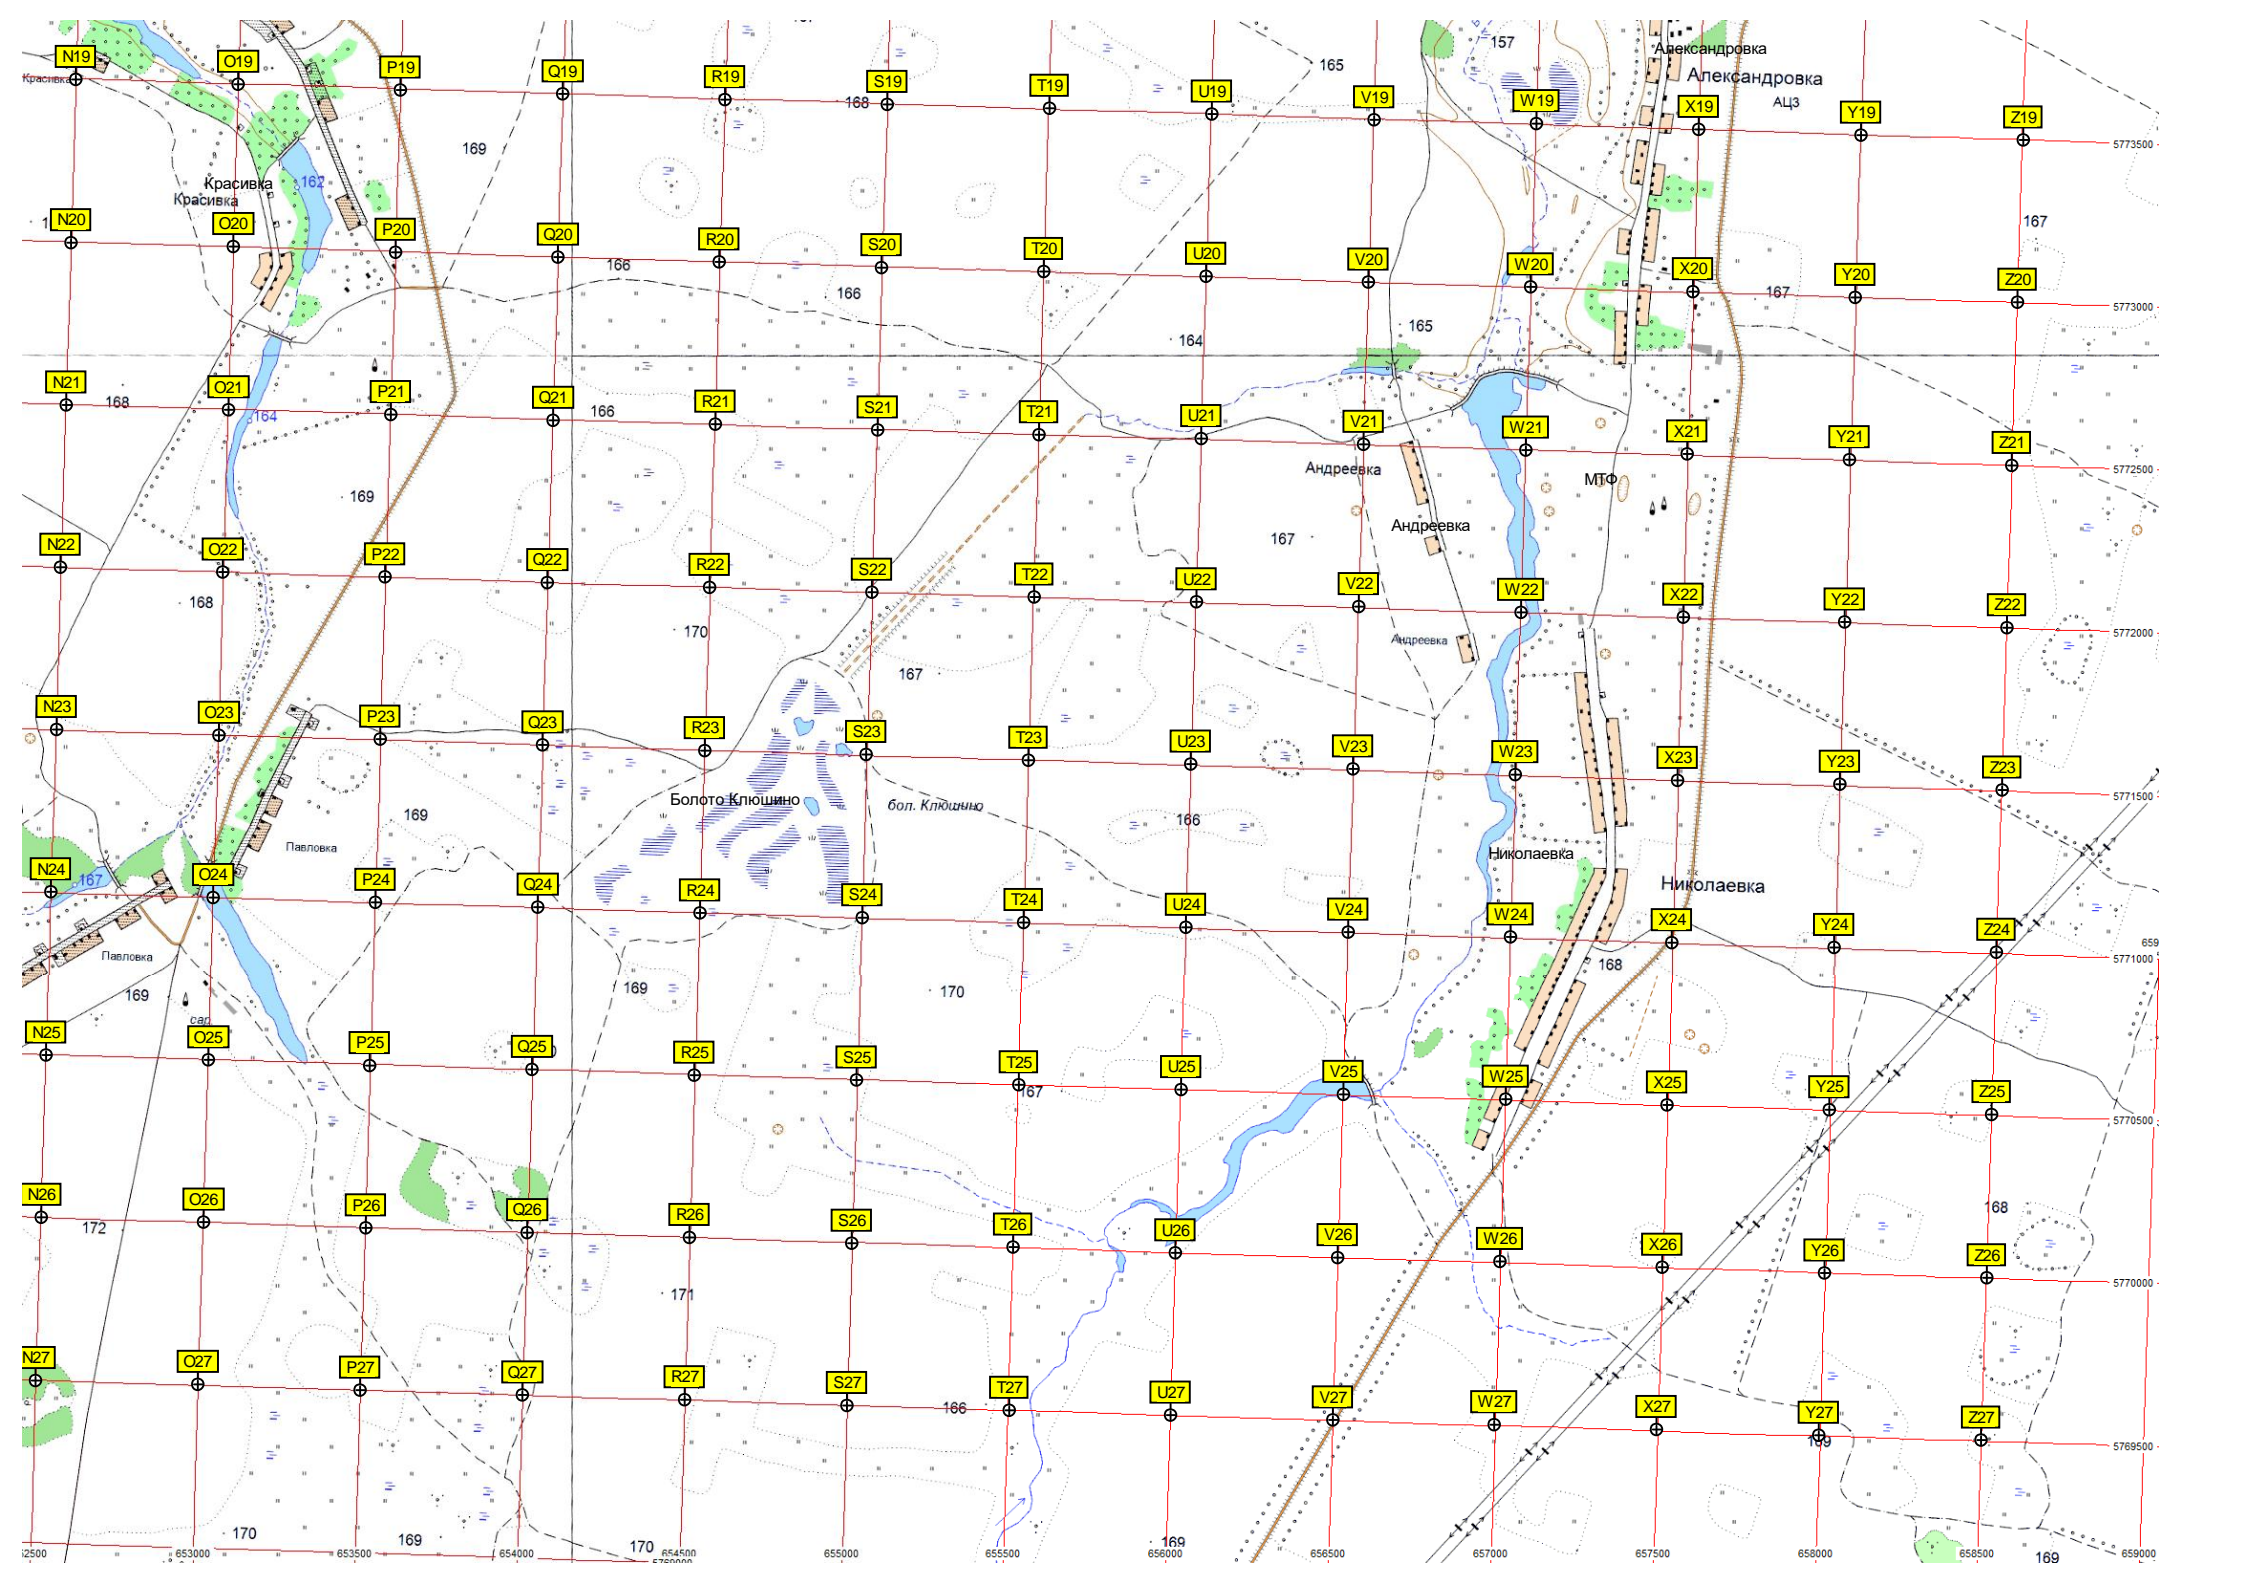 157
Александровка
165
N19
O19
P19
Q19
R19
S19
T19
U19
V19
W19
X19
Y19
Z19
Красивка
168
Александровка
АЦЗ
5773500
169
Красивка
162
Красивка
N20
O20
P20
Q20
R20
S20
T20
U20
V20
W20
X20
Y20
Z20
167
166
166
167
5773000
164
165
N21
O21
P21
Q21
R21
S21
T21
U21
V21
W21
X21
Y21
Z21
168
164
166
Андреевка
МТФ
5772500
169
167
Андреевка
N22
O22
P22
Q22
R22
S22
T22
U22
V22
W22
X22
Y22
Z22
168
170
Андреевка
5772000
167
N23
O23
P23
Q23
R23
S23
T23
U23
V23
W23
X23
Y23
Z23
Болото Клюшино
бол. Клюшино
5771500
169
166
Павловка
Николаевка
Николаевка
N24
O24
P24
Q24
R24
S24
T24
U24
V24
W24
X24
Y24
Z24
167
Павловка
659
5771000
168
169
169
170
сар.
N25
O25
P25
Q25
R25
S25
T25
U25
V25
W25
X25
Y25
Z25
167
5770500
N26
O26
P26
Q26
R26
S26
T26
U26
V26
W26
X26
Y26
Z26
172
168
5770000
171
N27
O27
P27
Q27
R27
S27
T27
U27
V27
W27
X27
Y27
Z27
166
169
5769500
170
169
170
169
169
652500
653000
653500
654000
654500
655000
655500
656000
656500
657000
657500
658000
658500
659000